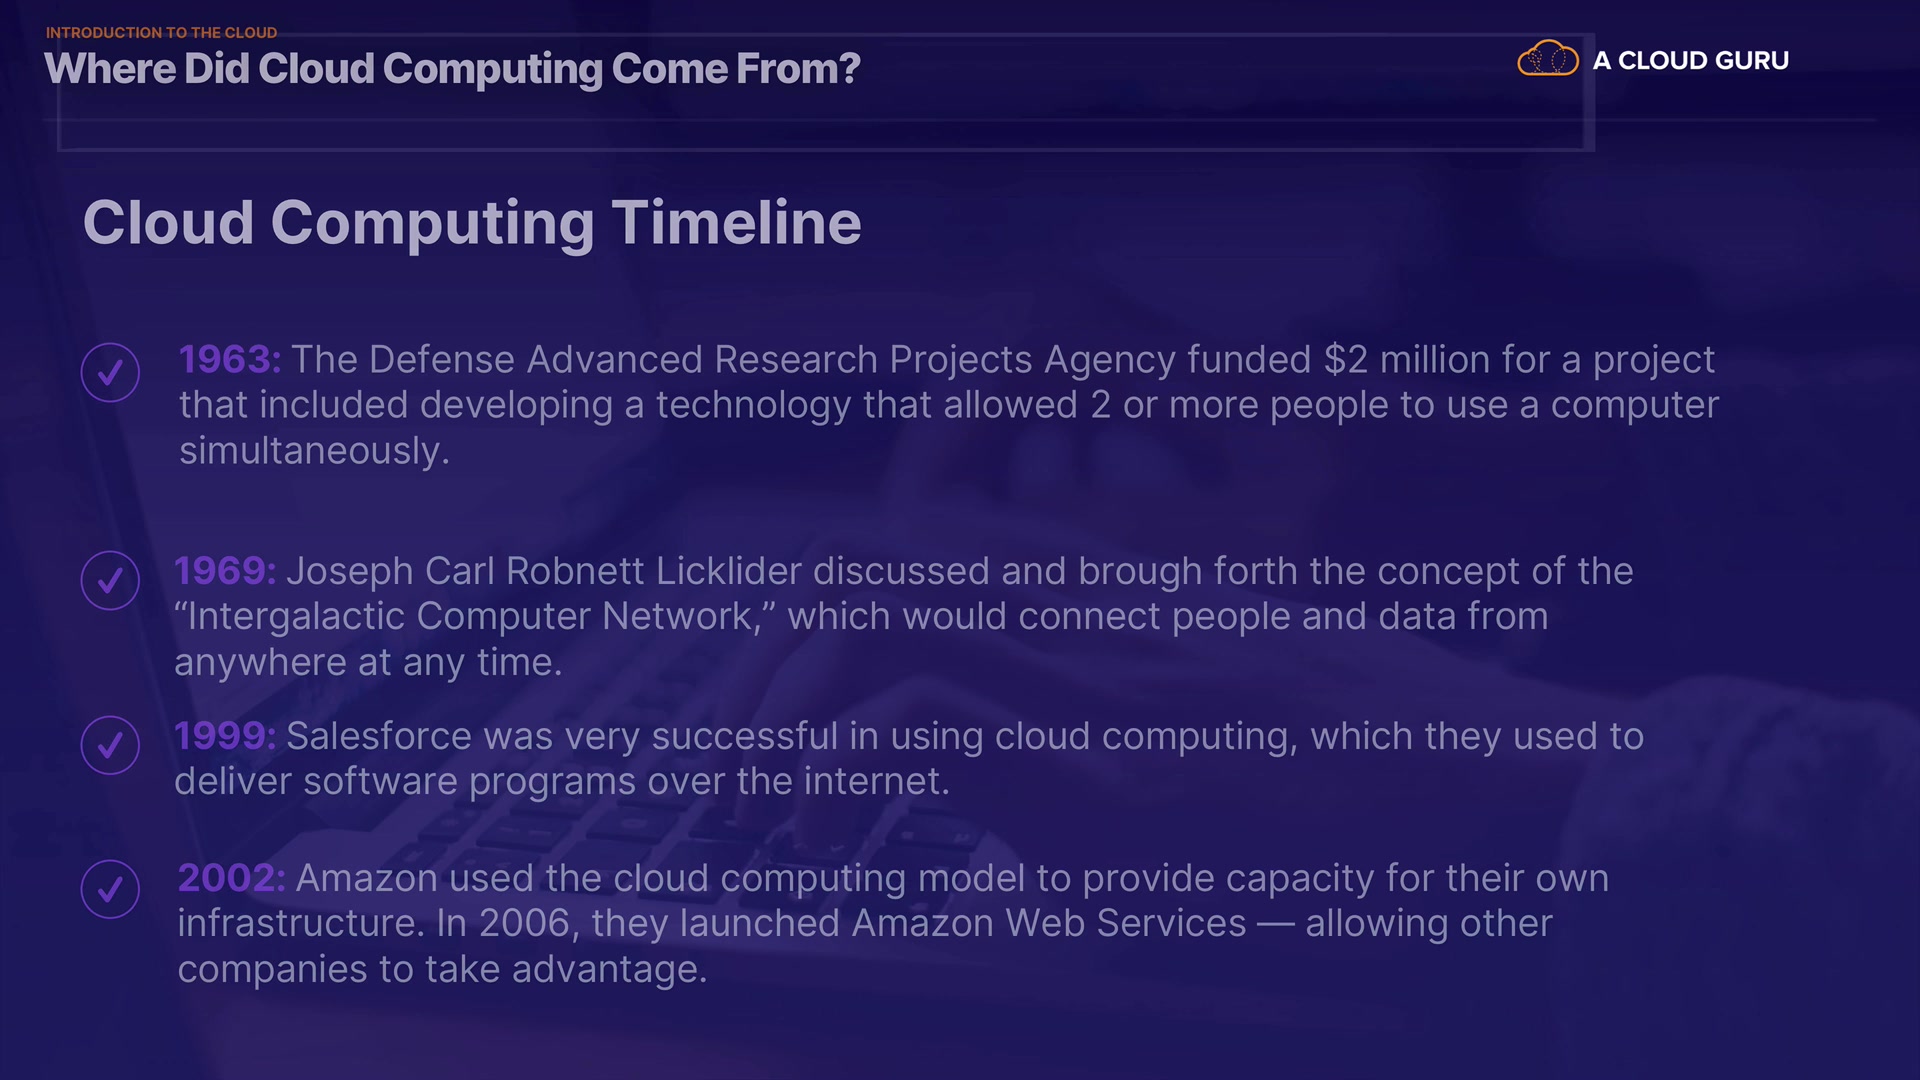 INTRODUCTION TO THE CLOUD
Where Did Cloud Computing Come From?
A CLOUD GURU
Cloud Computing Timeline
1963: The Defense Advanced Research Projects Agency funded $2 million for a project
that included developing a technology that allowed 2 or more people to use a computer
simultaneously.
1969: Joseph Carl Robnett Licklider discussed and brough forth the concept of the
“Intergalactic Computer Network,” which would connect people and data from
anywhere at any time.
1999: Salesforce was very successful in using cloud computing, which they used to
deliver software programs over the internet.
2002: Amazon used the cloud computing model to provide capacity for their own
infrastructure. In 2006, they launched Amazon Web Services — allowing other
companies to take advantage.